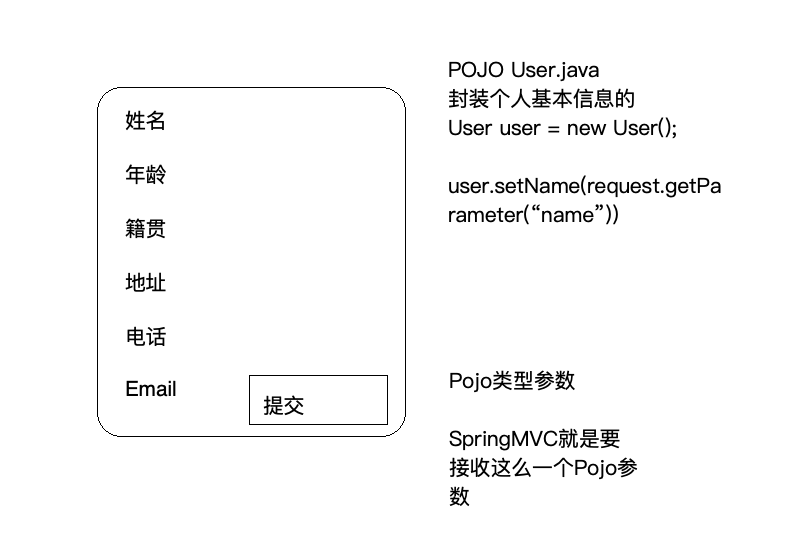 姓名
年龄
籍贯
地址
电话
Email
提交
POJO User.java
封装个人基本信息的
User user = new User();
user.setName(request.getPa
rameter(“name”))
Pojo类型参数
SpringMVC就是要
接收这么一个Pojo参
数